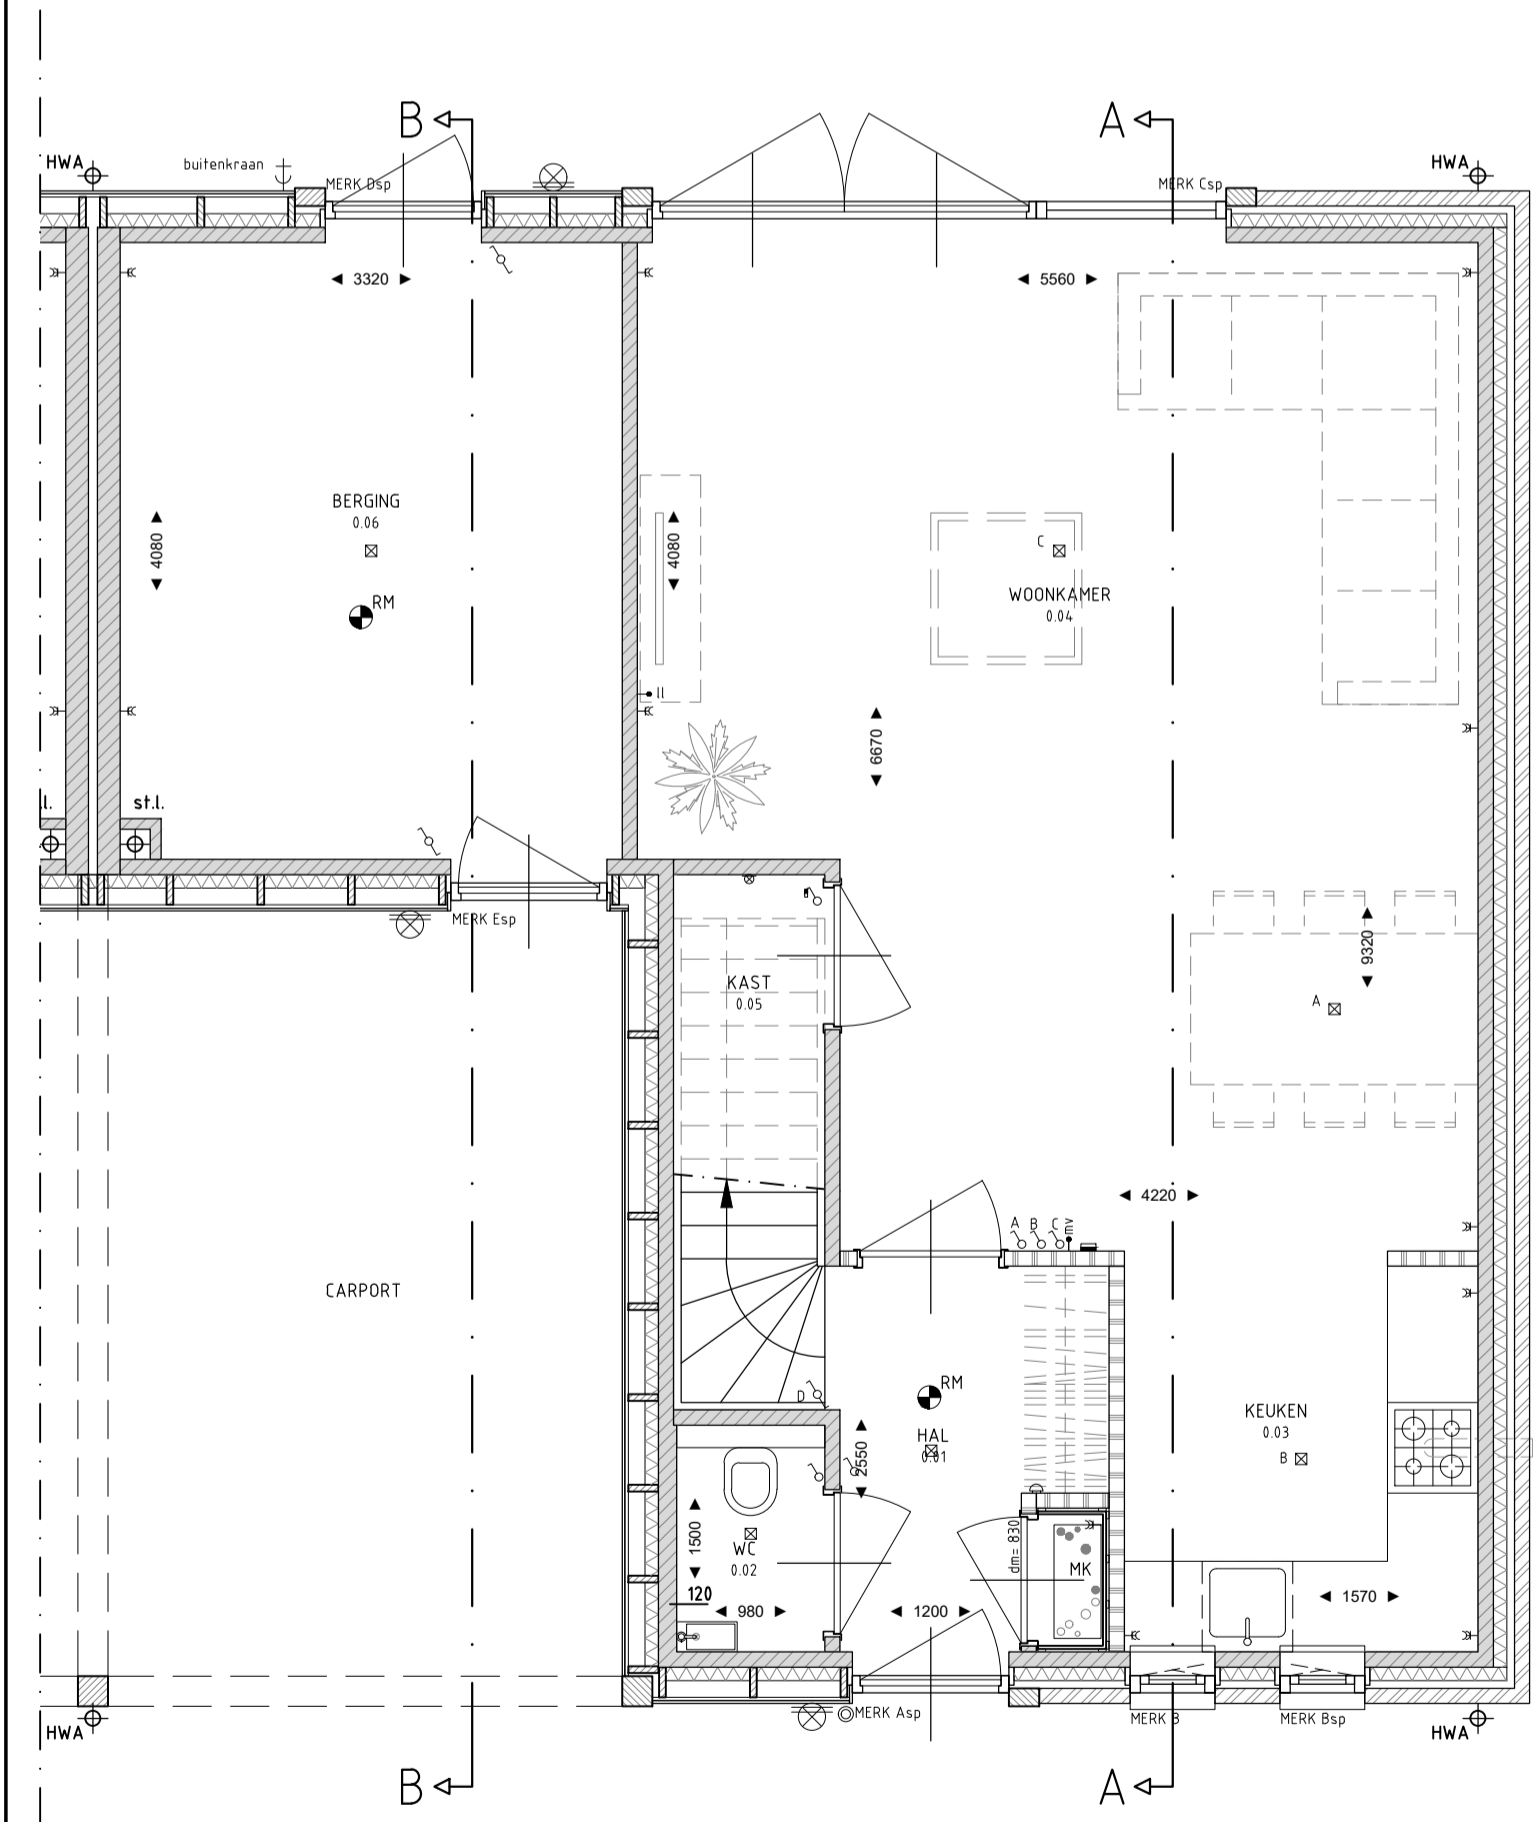 B
A
HWA
buitenkraan
MERK Dsp
MERK Csp
HWA
3320
5560
BERGING
0.06
4080
4080
C
WOONKAMER
0.04
RM
ll
6670
st.l.
l.
MERK Esp
KAST
0.05
9320
A
4220
A B C mv
CARPORT
D
RM
HAL
0.01
2550
KEUKEN
0.03
B
1500
WC
0.02
dm= 830
MK
120
980
1200
1570
HWA
MERK Asp
MERK B
MERK Bsp
HWA
B
A